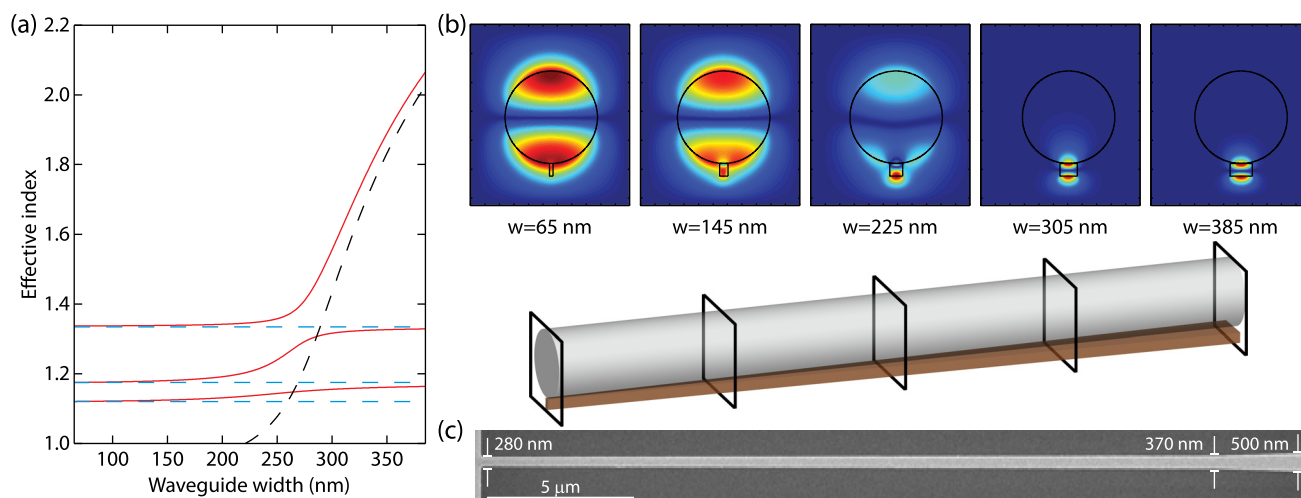 (a)
2.2
2.0
1.8
1.6
1.4
1.2
1.0
Effective index
100
150
200
250
300
350
Waveguide width (nm)
(b)
w=65 nm
w=145 nm
w=225 nm
w=305 nm
w=385 nm
(c)
280 nm
370 nm
500 nm
5 μm